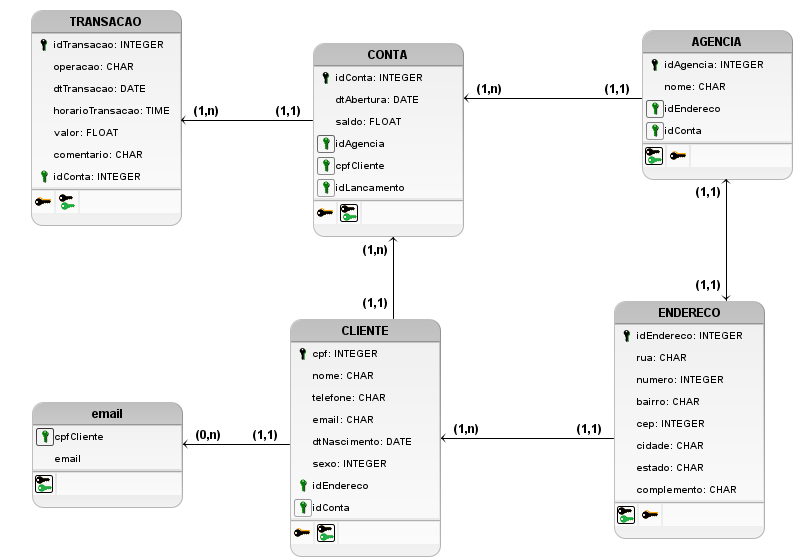 TRANSACAO
idTransacao: INTEGER
operacao: CHAR
dtTransacao: DATE
horarioTransacao: TIME
valor: FLOAT
comentario: CHAR
idConta: INTEGER
(1,n)
(1,1)
CONTA
idConta: INTEGER
dtAbertura: DATE
saldo: FLOAT
idAgencia
cpfCliente
idLancamento
(1,n)
(1,1)
AGENCIA
idAgencia: INTEGER
nome: CHAR
idEndereco
idConta
(1,1)
(1,1)
(1,n)
(1,1)
CLIENTE
cpf: INTEGER
nome: CHAR
telefone: CHAR
email: CHAR
dtNascimento: DATE
sexo: INTEGER
idEndereco
idConta
(1,n)
(1,1)
ENDERECO
idEndereco: INTEGER
rua: CHAR
numero: INTEGER
bairro: CHAR
cep: INTEGER
cidade: CHAR
estado: CHAR
complemento: CHAR
email
cpfCliente
email
(0,n)
(1,1)